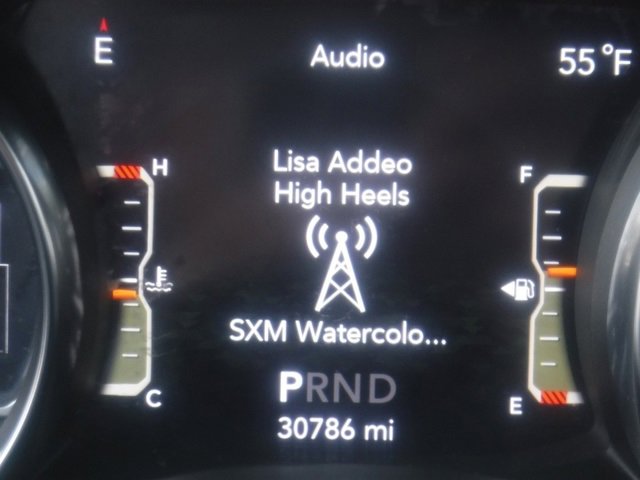 E
Audio
55°F
H
F
Lisa Addeo
High Heels
SXM Watercolo...
C
PRND
E
30786 mi